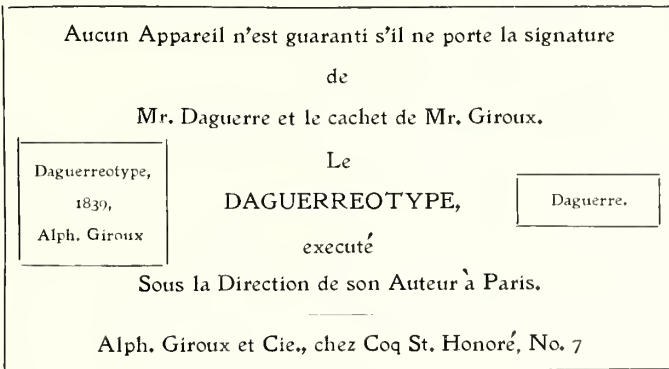 Aucun Appareil n'est guaranti s'il ne porte la signature
de
Mr. Daguerre et le cachet de Mr. Giroux.
Daguerreotype,
1839,
Alph. Giroux
Le
DAGUERREOTYPE,
executé
Daguerre.
Sous la Direction de son Auteur à Paris.
Alph. Giroux et Cie., chez Coq St. Honoré, No. 7